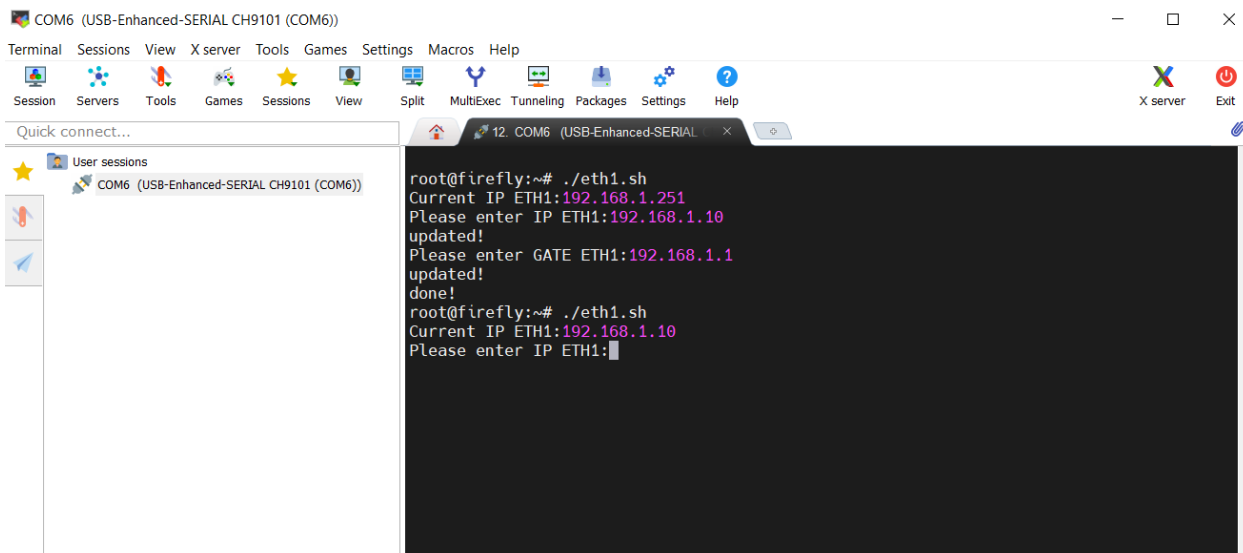 COM6 (USB-Enhanced-SERIAL CH9101 (COM6))
Terminal Sessions View X server Tools Games Settings Macros Help
Session Servers Tools Games Sessions View Split MultiExec Tunneling Packages Settings Help X server Exit
Quick connect...
12. COM6 (USB-Enhanced-SERIAL
User sessions
COM6 (USB-Enhanced-SERIAL CH9101 (COM6))
root@firefly:~# ./eth1.sh
Current IP ETH1:192.168.1.251
Please enter IP ETH1:192.168.1.10
updated!
Please enter GATE ETH1:192.168.1.1
updated!
done!
root@firefly:~# ./eth1.sh
Current IP ETH1:192.168.1.10
Please enter IP ETH1: